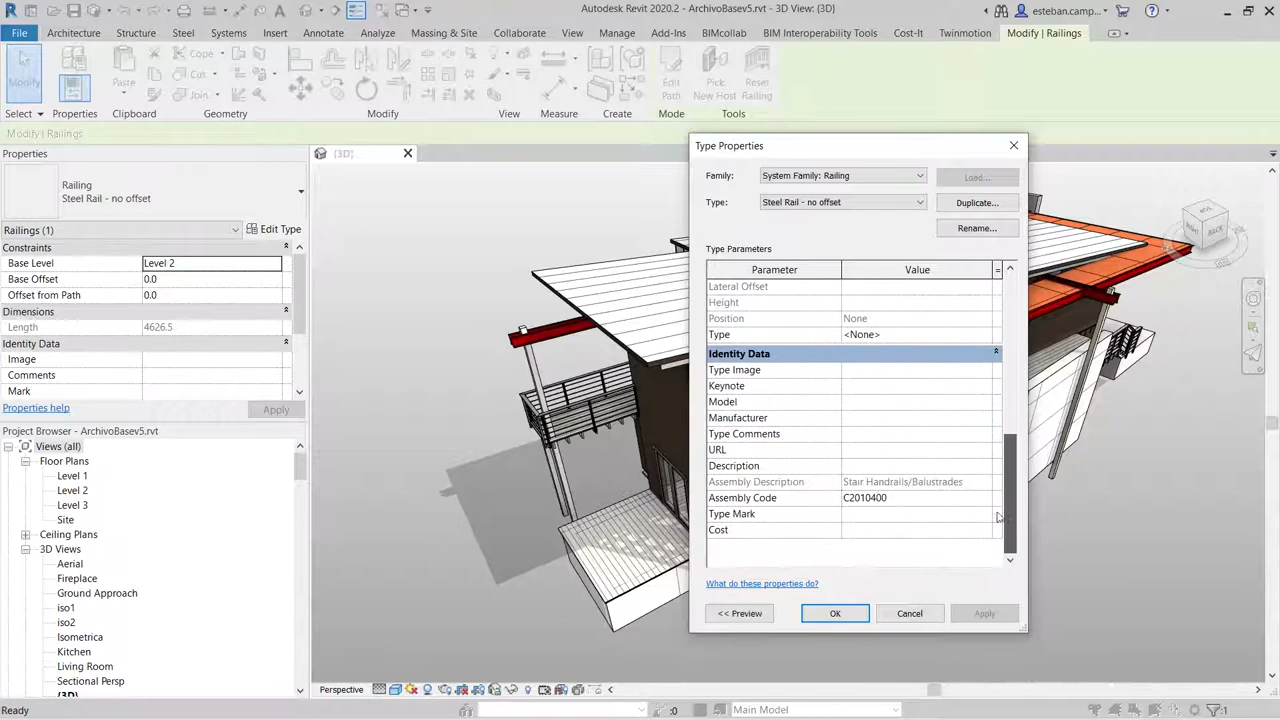 Autodesk Revit 2020.2 - ArchivoBasev5.rvt - 3D View: {3D}
esteban.camp...
File Architecture Structure Steel Systems Insert Annotate Analyze Massing & Site Collaborate View Manage Add-Ins BIMcollab BIM Interoperability Tools Cost-It Twinmotion Modify | Railings
Modify
Paste
Cope
Cut
Join
Edit Path
Pick New Host
Reset Railing
Select Properties Clipboard Geometry Modify View Measure Create Mode Tools
Modify | Railings
Properties
Railing
Steel Rail - no offset
Railings (1)
Edit Type
Constraints
Base Level Level 2
Base Offset 0.0
Offset from Path 0.0
Dimensions
Length 4626.5
Identity Data
Image
Comments
Mark
Properties help Apply
Project Browser - ArchivoBasev5.rvt
Views (all)
Floor Plans
Level 1
Level 2
Level 3
Site
Ceiling Plans
3D Views
Aerial
Fireplace
Ground Approach
iso1
iso2
Isometrica
Kitchen
Living Room
Sectional Persp
{3D}
{3D}
BACK
Type Properties
Family: System Family: Railing Load...
Type: Steel Rail - no offset Duplicate...
Rename...
Type Parameters
Parameter Value =
Lateral Offset
Height
Position None
Type <None>
Identity Data
Type Image
Keynote
Model
Manufacturer
Type Comments
URL
Description
Assembly Description Stair Handrails/Balustrades
Assembly Code C2010400
Type Mark
Cost
What do these properties do?
<< Preview OK Cancel Apply
Perspective
Ready
:0
Main Model
:1